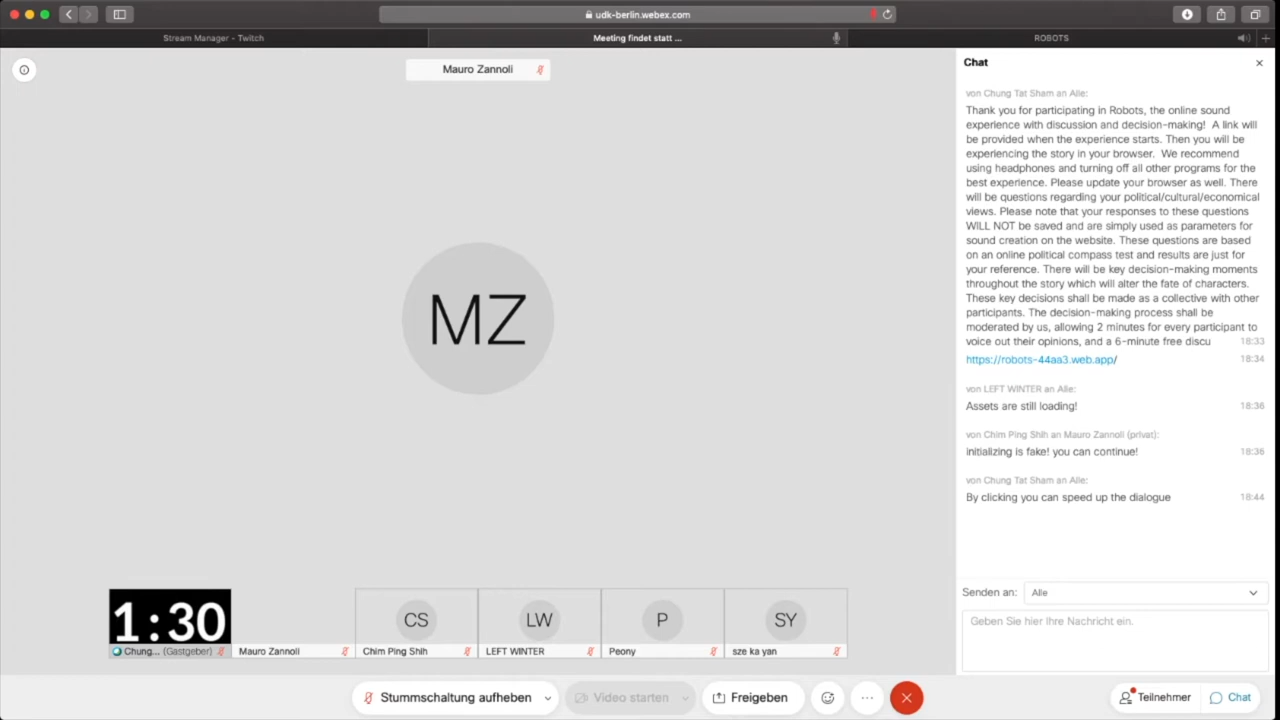 udk-berlin.webex.com
Stream Manager - Twitch
Meeting findet statt ...
ROBOTS
Mauro Zannoli
MZ
1:30
Chung... (Gastgeber)
Mauro Zannoli
CS
Chim Ping Shih
LW
LEFT WINTER
P
Peony
SY
sze ka yan
Stummschaltung aufheben
Video starten
Freigeben
Chat
von Chung Tat Sham an Alle:
Thank you for participating in Robots, the online sound
experience with discussion and decision-making! A link will
be provided when the experience starts. Then you will be
experiencing the story in your browser. We recommend
using headphones and turning off all other programs for the
best experience. Please update your browser as well. There
will be questions regarding your political/cultural/economical
views. Please note that your responses to these questions
WILL NOT be saved and are simply used as parameters for
sound creation on the website. These questions are based
on an online political compass test and results are just for
your reference. There will be key decision-making moments
throughout the story which will alter the fate of characters.
These key decisions shall be made as a collective with other
participants. The decision-making process shall be
moderated by us, allowing 2 minutes for every participant to
voice out their opinions, and a 6-minute free discu 18:33
https://robots-44aa3.web.app/ 18:34
von LEFT WINTER an Alle:
Assets are still loading! 18:36
von Chim Ping Shih an Mauro Zannoli (privat):
initializing is fake! you can continue! 18:36
von Chung Tat Sham an Alle:
By clicking you can speed up the dialogue 18:44
Senden an: Alle
Geben Sie hier Ihre Nachricht ein.
Teilnehmer
Chat